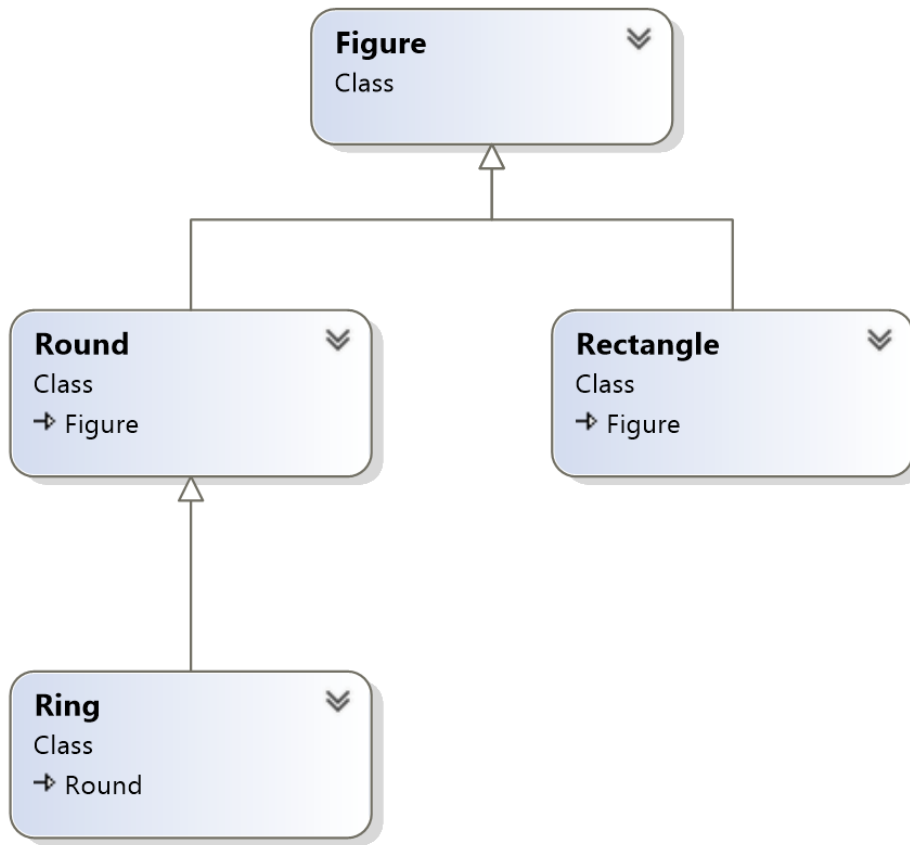 Figure
Class
Round
Class
Figure
Rectangle
Class
Figure
Ring
Class
Round